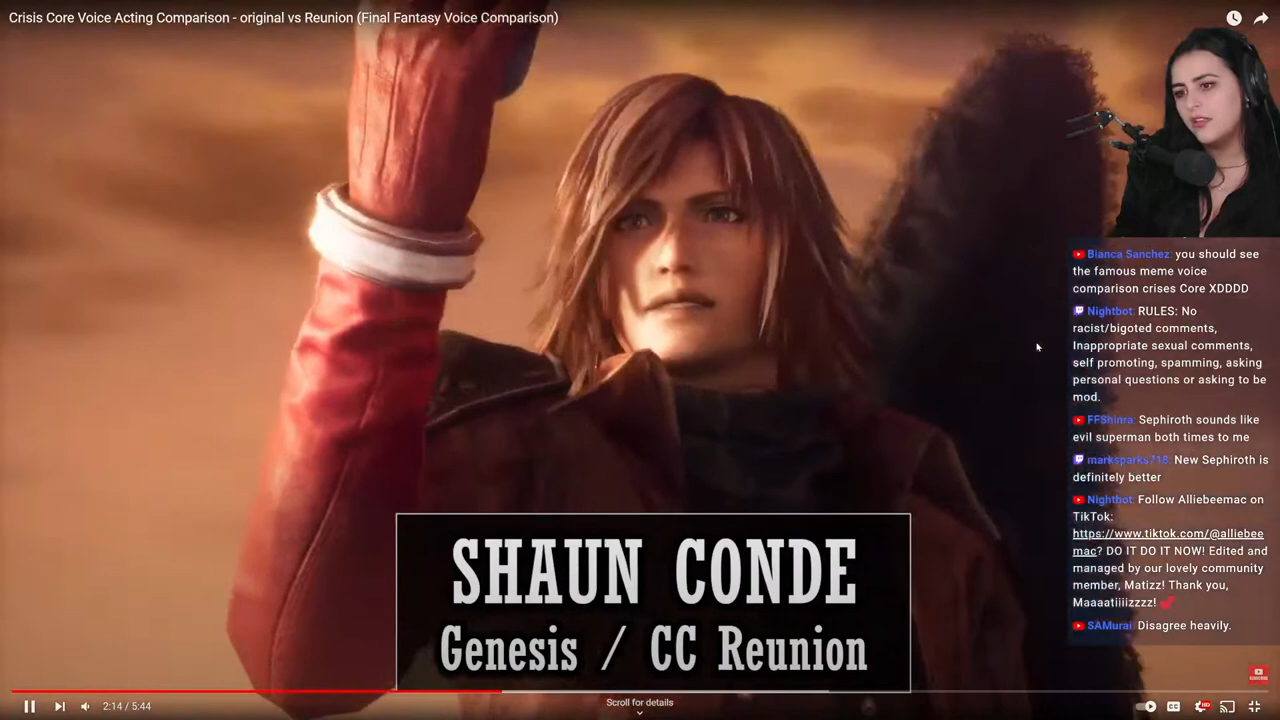 Crisis Core Voice Acting Comparison - original vs Reunion (Final Fantasy Voice Comparison)
Bianca Sanchez: you should see
the famous meme voice
comparison crises Core XDDDD
Nightbot: RULES: No
racist/bigoted comments,
Inappropriate sexual comments,
self promoting, spamming, asking
personal questions or asking to be
mod.
FFShinra: Sephiroth sounds like
evil superman both times to me
marksparks718: New Sephiroth is
definitely better
Nightbot: Follow Alliebeemac on
TikTok:
https://www.tiktok.com/@alliebee
mac? DO IT DO IT NOW! Edited and
managed by our lovely community
member, Matizz! Thank you,
Maaaatiiiizzzz! 💕
SAMurai: Disagree heavily.
SHAUN CONDE
Genesis / CC Reunion
2:14 / 5:44
Scroll for details
CC
HD